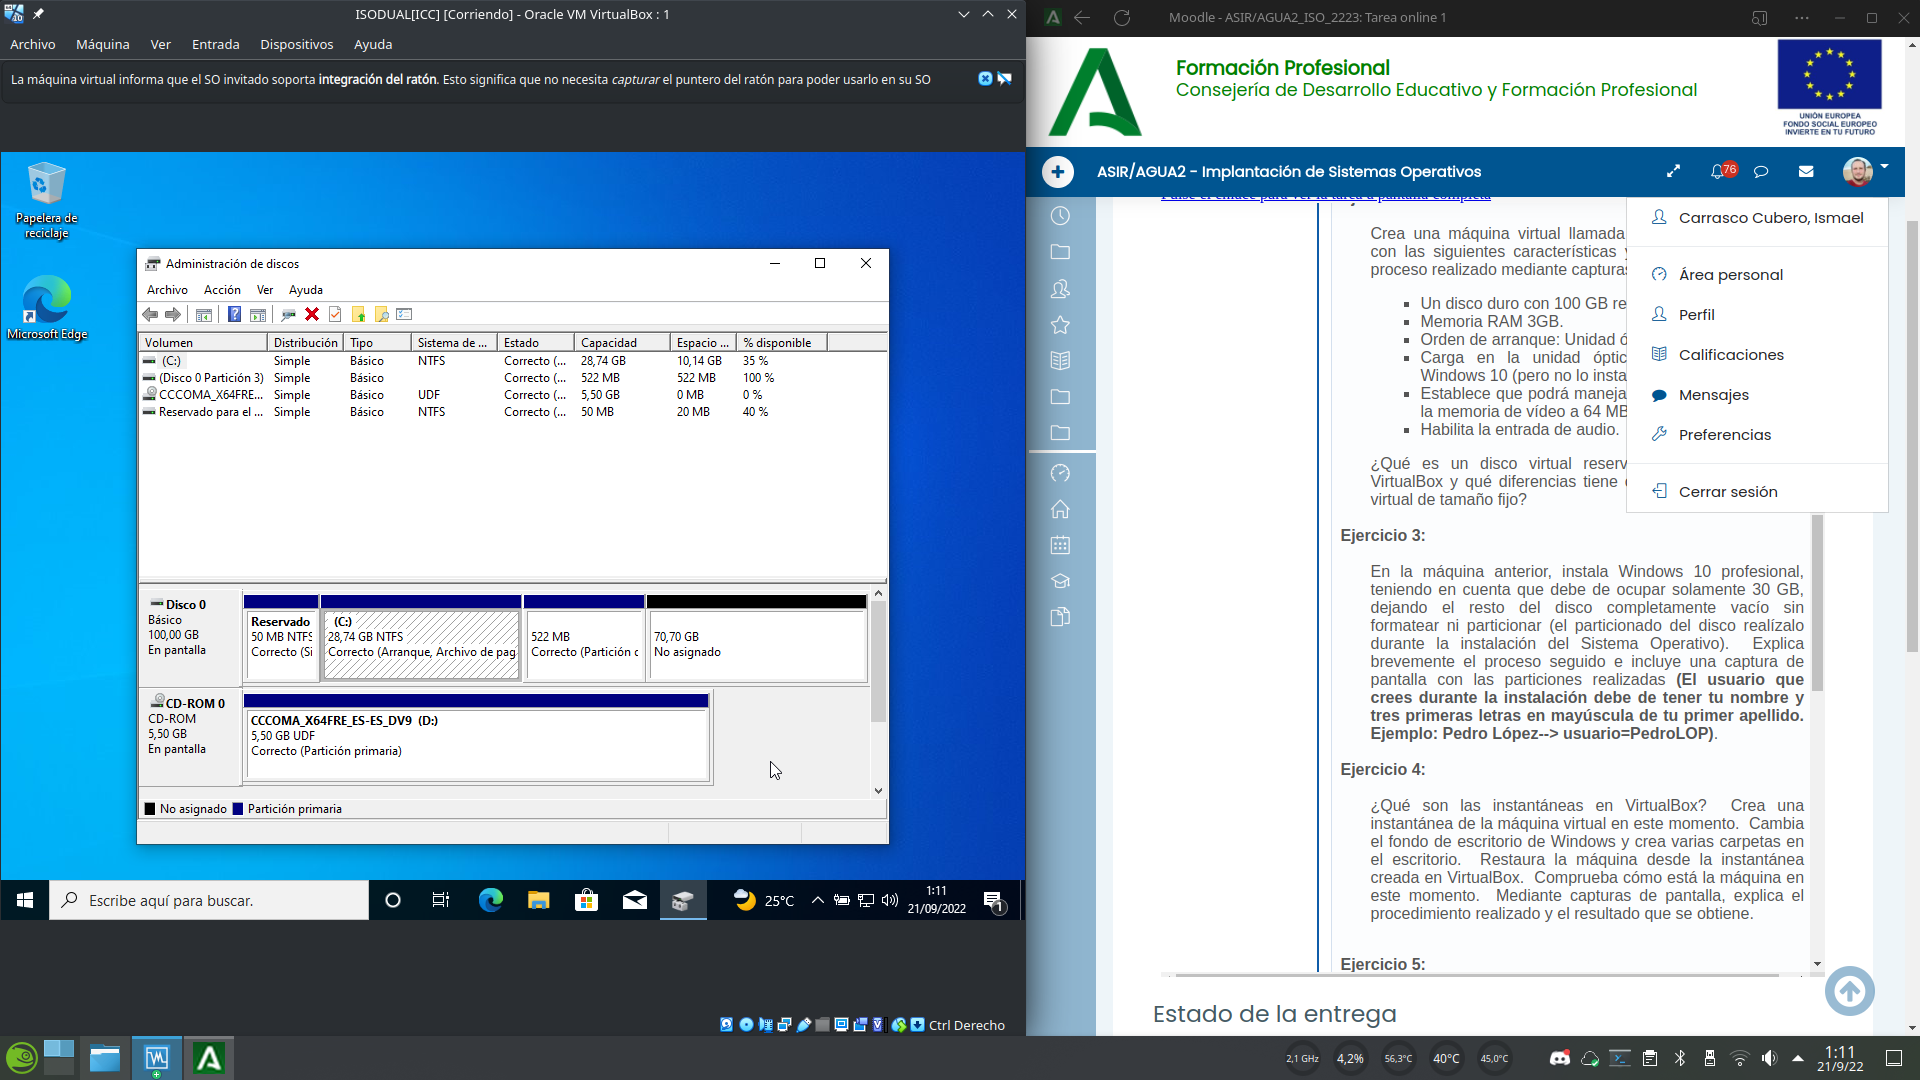 ISODUAL[ICC] [Corriendo] - Oracle VM VirtualBox : 1
Archivo Máquina Ver Entrada Dispositivos Ayuda
La máquina virtual informa que el SO invitado soporta integración del ratón. Esto significa que no necesita capturar el puntero del ratón para poder usarlo en su SO
Papelera de
reciclaje
Microsoft Edge
Administración de discos
Archivo Acción Ver Ayuda
Volumen Distribución Tipo Sistema de ... Estado Capacidad Espacio ... % disponible
(C:) Simple Básico NTFS Correcto (... 28,74 GB 10,14 GB 35 %
(Disco 0 Partición 3) Simple Básico Correcto (... 522 MB 522 MB 100 %
CCCOMA_X64FRE... Simple Básico UDF Correcto (... 5,50 GB 0 MB 0 %
Reservado para el ... Simple Básico NTFS Correcto (... 50 MB 20 MB 40 %
Disco 0
Básico
100,00 GB
En pantalla
Reservado
50 MB NTFS
Correcto (Si
(C:)
28,74 GB NTFS
Correcto (Arranque, Archivo de pag
522 MB
Correcto (Partición c
70,70 GB
No asignado
CD-ROM 0
CD-ROM
5,50 GB
En pantalla
CCCOMA_X64FRE_ES-ES_DV9 (D:)
5,50 GB UDF
Correcto (Partición primaria)
No asignado Partición primaria
Escribe aquí para buscar.
25°C
1:11
21/09/2022
1
Ctrl Derecho
Moodle - ASIR/AGUA2_ISO_2223: Tarea online 1
Formación Profesional
Consejería de Desarrollo Educativo y Formación Profesional
UNIÓN EUROPEA
FONDO SOCIAL EUROPEO
INVIERTE EN TU FUTURO
ASIR/AGUA2 - Implantación de Sistemas Operativos
76
Pulse el enlace para ver la tarea a pantalla completa
Carrasco Cubero, Ismael
Área personal
Perfil
Calificaciones
Mensajes
Preferencias
Cerrar sesión
Crea una máquina virtual llamada
con las siguientes características y
proceso realizado mediante capturas
Un disco duro con 100 GB re
Memoria RAM 3GB.
Orden de arranque: Unidad ó
Carga en la unidad óptic
Windows 10 (pero no lo insta
Establece que podrá maneja
la memoria de vídeo a 64 MB
Habilita la entrada de audio.
¿Qué es un disco virtual reserv
VirtualBox y qué diferencias tiene
virtual de tamaño fijo?
Ejercicio 3:
En la máquina anterior, instala Windows 10 profesional,
teniendo en cuenta que debe de ocupar solamente 30 GB,
dejando el resto del disco completamente vacío sin
formatear ni particionar (el particionado del disco realízalo
durante la instalación del Sistema Operativo). Explica
brevemente el proceso seguido e incluye una captura de
pantalla con las particiones realizadas (El usuario que
crees durante la instalación debe de tener tu nombre y
tres primeras letras en mayúscula de tu primer apellido.
Ejemplo: Pedro López--> usuario=PedroLOP).
Ejercicio 4:
¿Qué son las instantáneas en VirtualBox? Crea una
instantánea de la máquina virtual en este momento. Cambia
el fondo de escritorio de Windows y crea varias carpetas en
el escritorio. Restaura la máquina desde la instantánea
creada en VirtualBox. Comprueba cómo está la máquina en
este momento. Mediante capturas de pantalla, explica el
procedimiento realizado y el resultado que se obtiene.
Ejercicio 5:
Estado de la entrega
2,1 GHz 4,2% 56,3°C 40°C 45,0°C
1:11
21/9/22